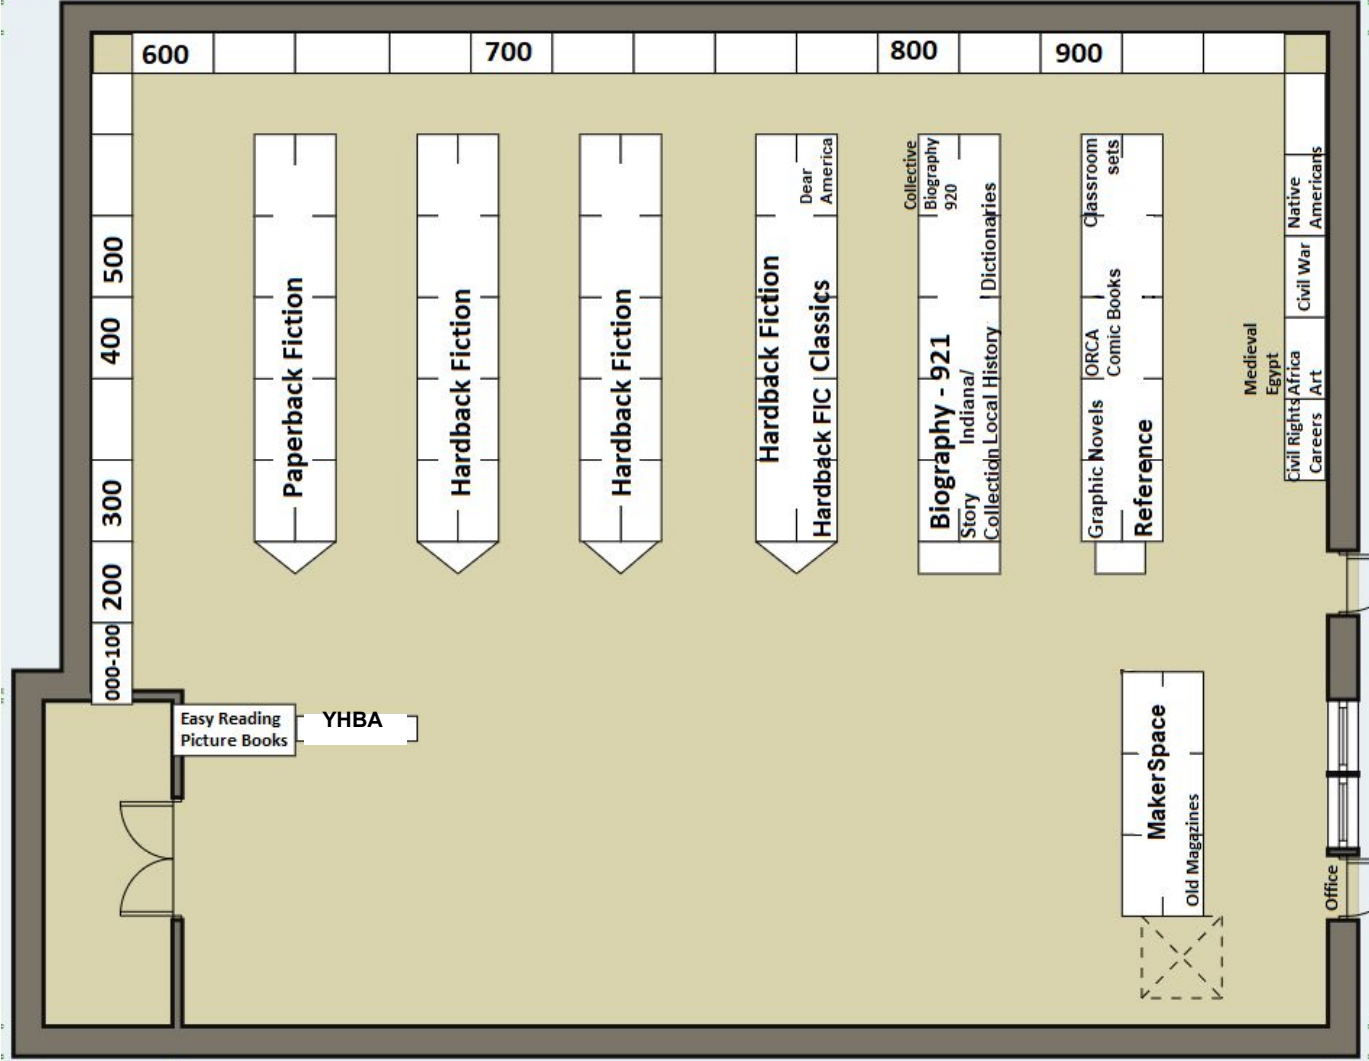 600
700
800
900
500
400
300
200
000-100
Paperback Fiction
Hardback Fiction
Hardback Fiction
Hardback Fiction
Dear
America
Hardback FIC
Classics
Collective
Biography
920
Biography - 921
Dictionaries
Indiana/
Local History
Story
Collection
Classroom
sets
ORCA
Comic Books
Graphic Novels
Reference
Native
Americans
Civil War
Medieval
Egypt
Africa
Art
Civil Rights
Careers
Easy Reading
Picture Books
YHBA
MakerSpace
Old Magazines
Office